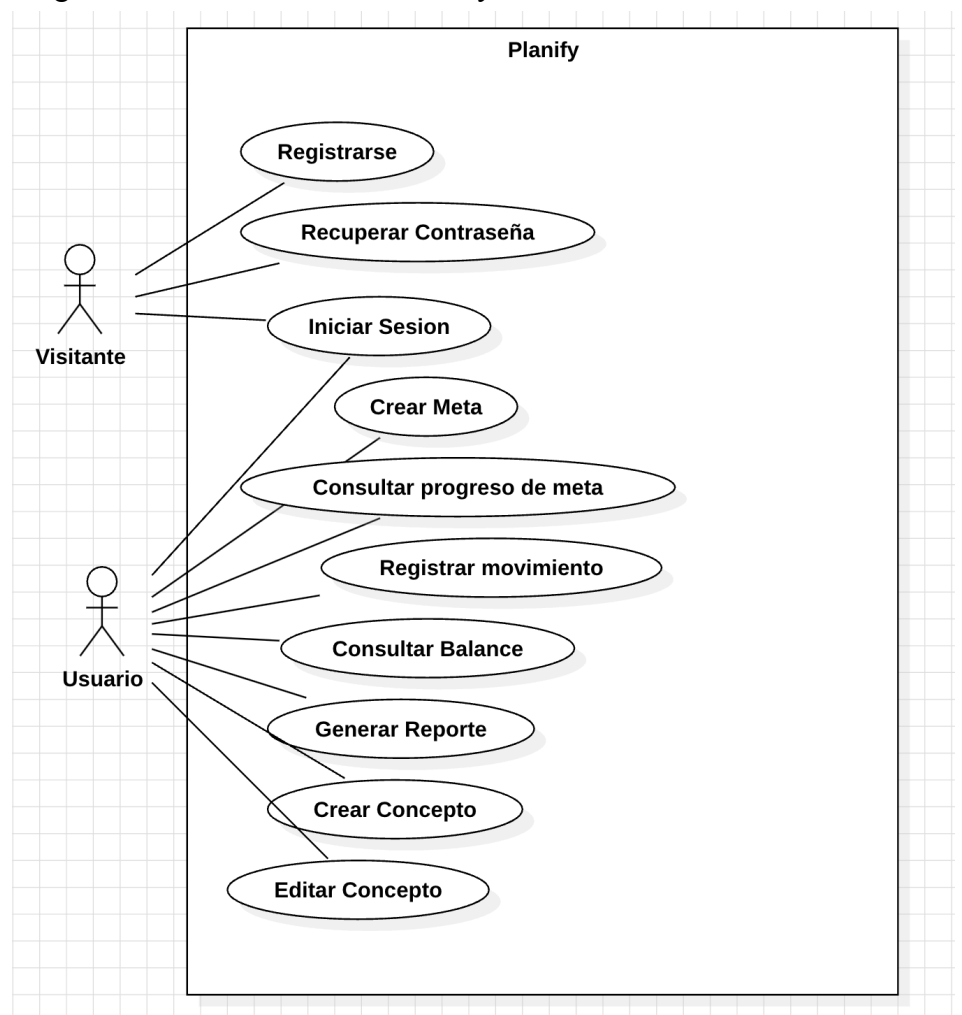 Planify
Registrarse
Recuperar Contraseña
Iniciar Sesion
Visitante
Crear Meta
Consultar progreso de meta
Registrar movimiento
Consultar Balance
Usuario
Generar Reporte
Crear Concepto
Editar Concepto